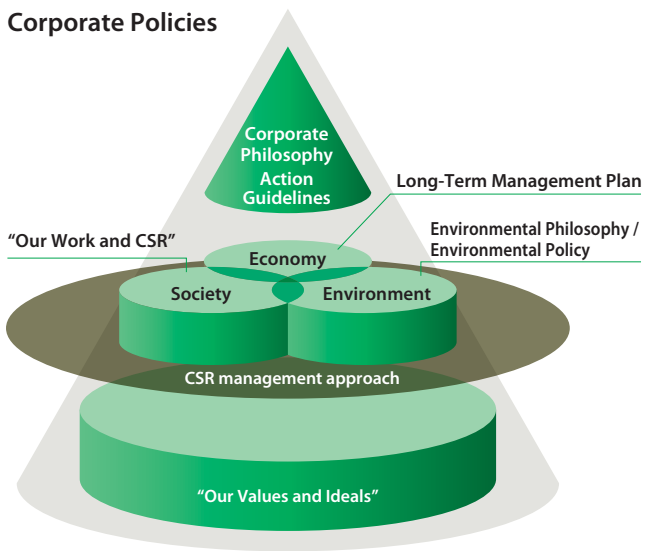 Corporate Policies
Corporate
Philosophy
Action
Guidelines
Long-Term Management Plan
“Our Work and CSR”
Environmental Philosophy /
Environmental Policy
Economy
Society
Environment
CSR management approach
“Our Values and Ideals”